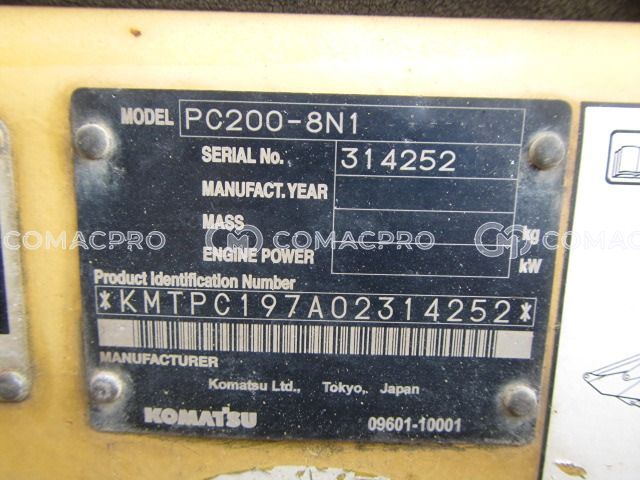 MODEL PC200-8N1
SERIAL No. 314252
MANUFACT. YEAR
MASS kg
COMACPRO COMACPRO COMACPRO
ENGINE POWER kW
Product Identification Number
*KMTPC197A02314252*
MANUFACTURER
Komatsu Ltd., Tokyo, Japan
KOMATSU 09601-10001